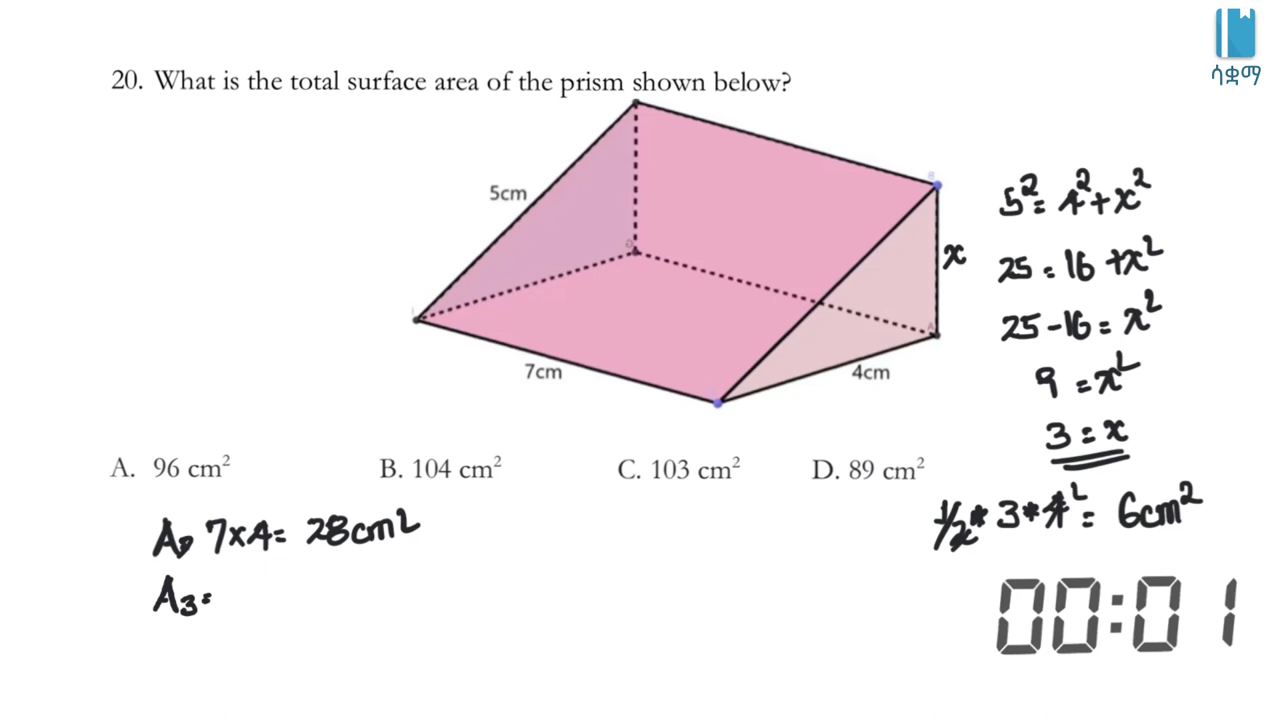 ሳቋማ
20. What is the total surface area of the prism shown below?
5cm
x
7cm
4cm
5² = 4² + x²
25 = 16 + x²
25 - 16 = x²
9 = x²
3 = x
A. 96 cm² B. 104 cm² C. 103 cm² D. 89 cm²
1/2 * 3 * 4² = 6cm²
7 x 4 = 28cm2
A3 =
00:01